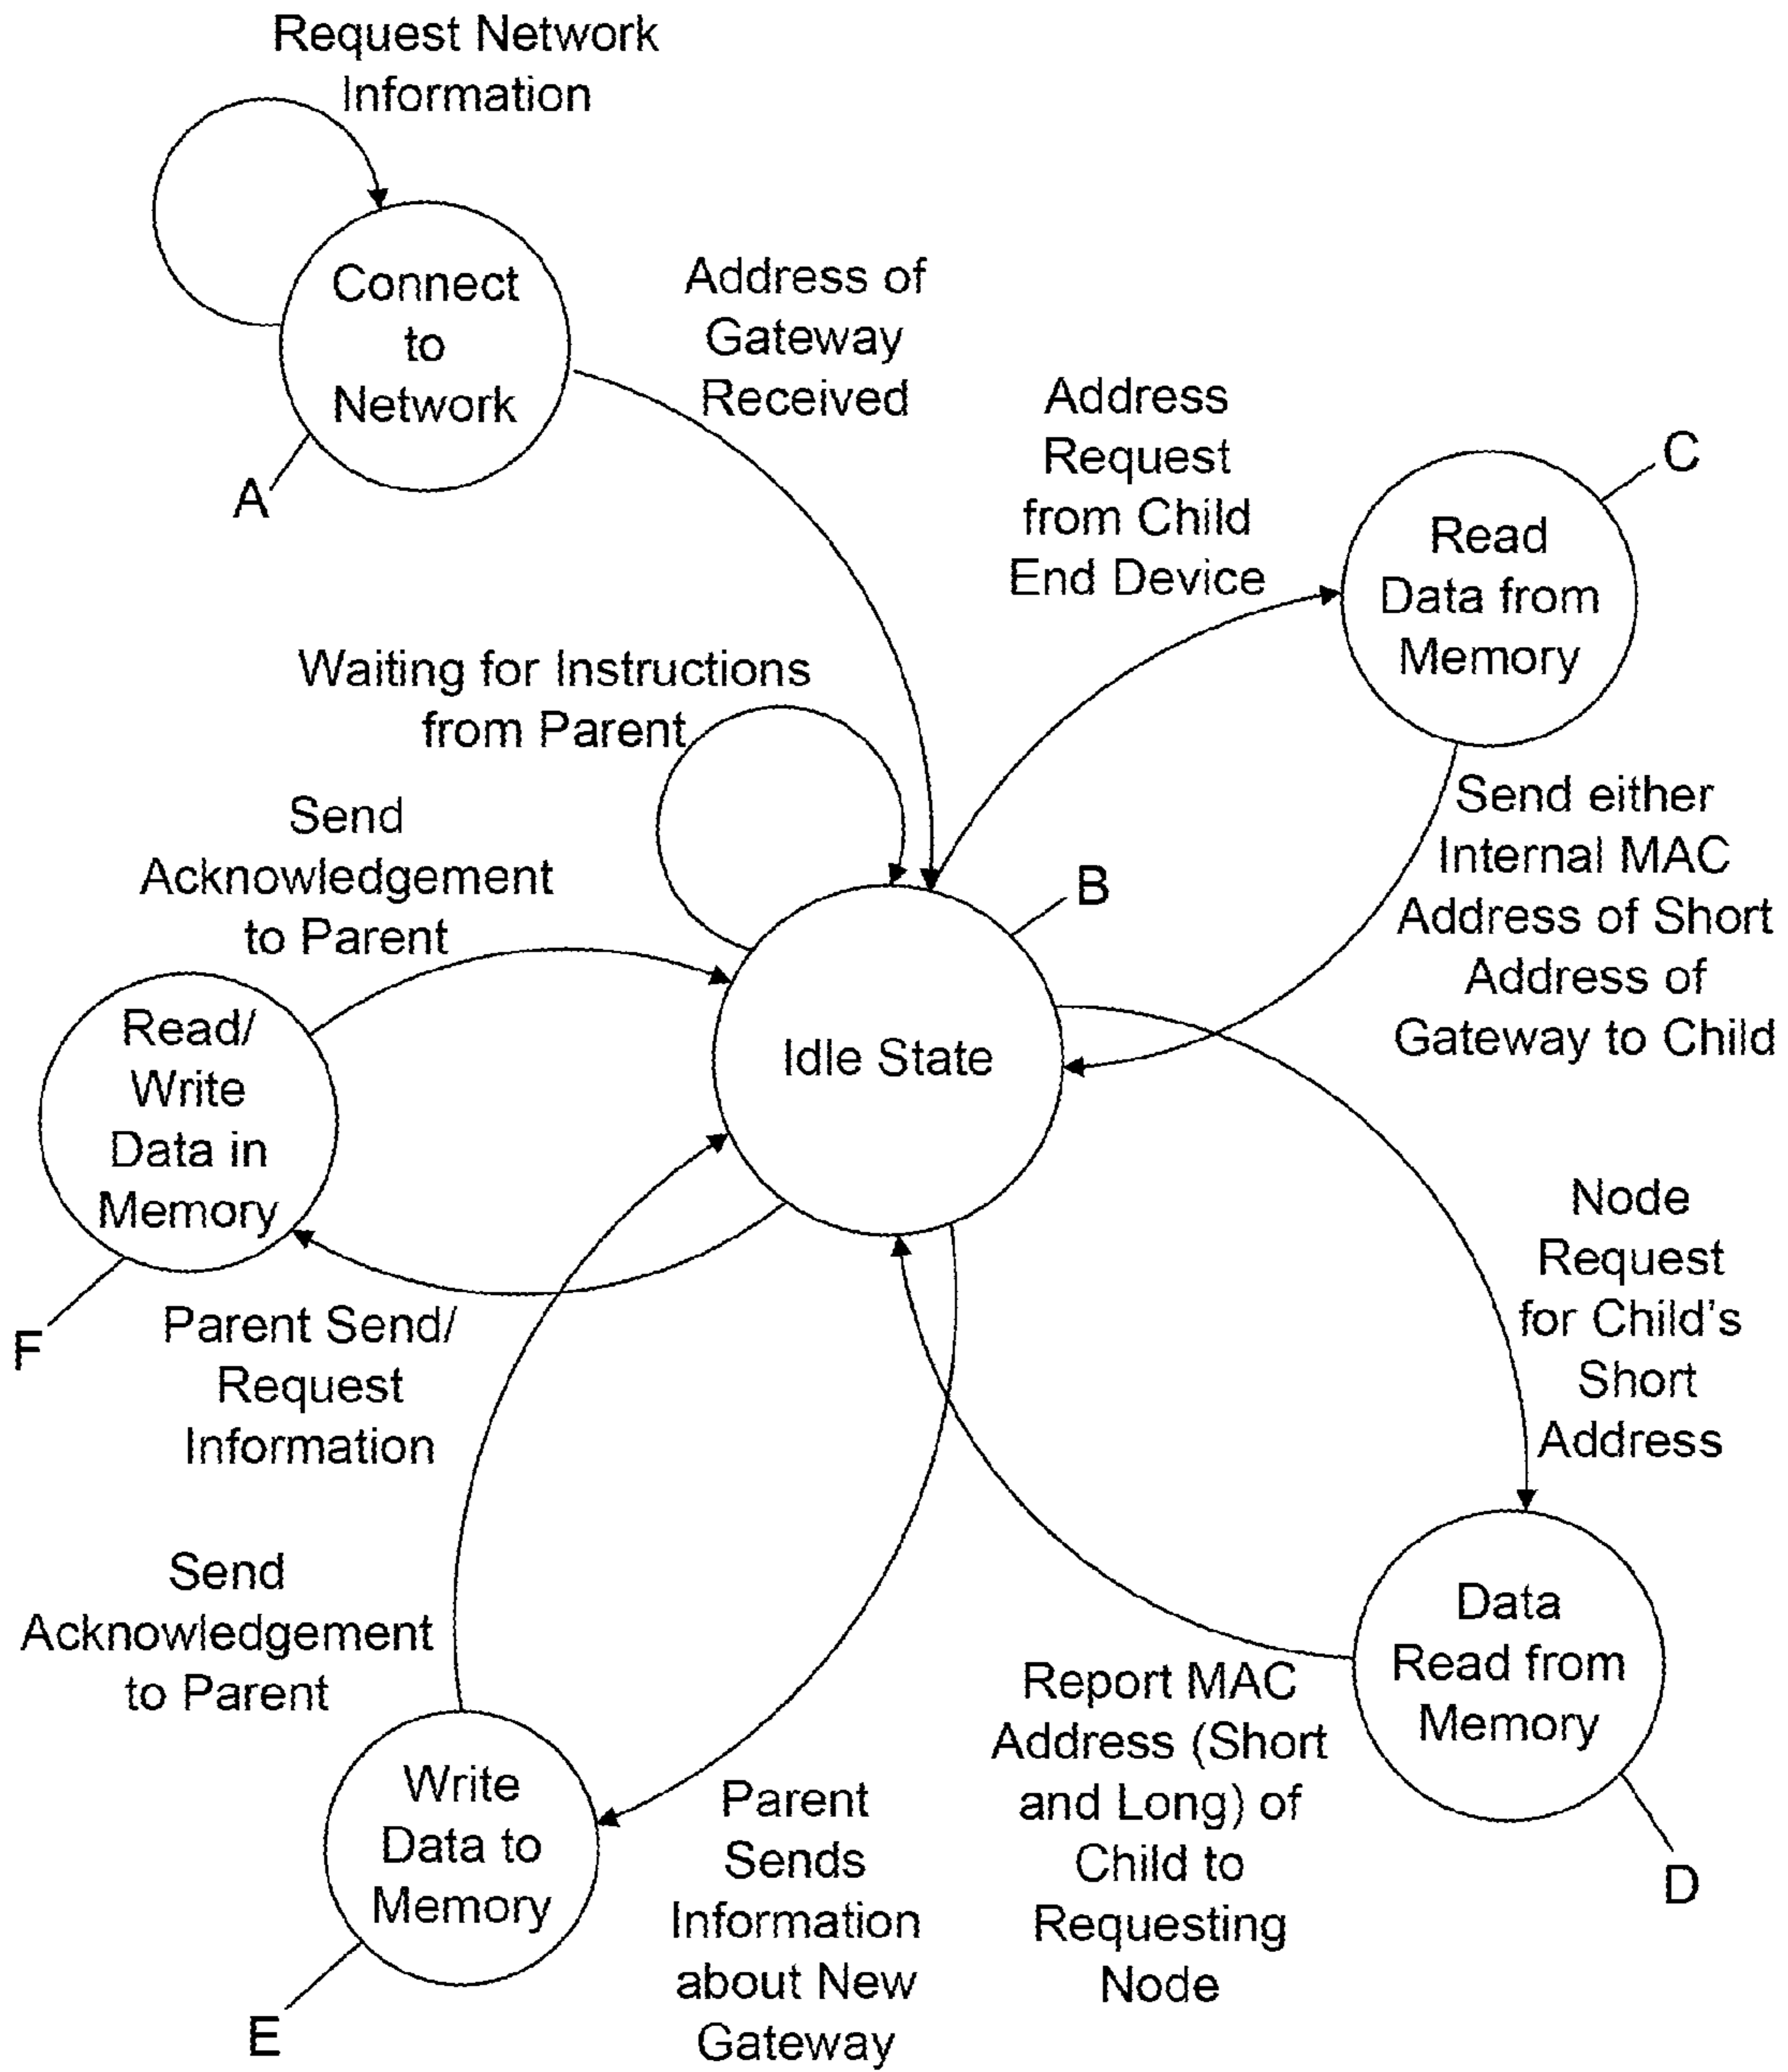 Request Network
Information
Connect
to
Network
A
Address of
Gateway
Received
Address
Request
from Child
End Device
C
Read
Data from
Memory
Waiting for Instructions
from Parent
Send
Acknowledgement
to Parent
B
Send either
Internal MAC
Address of Short
Address of
Gateway to Child
Read/
Write
Data in
Memory
F
Idle State
Parent Send/
Request
Information
Node
Request
for Child's
Short
Address
Send
Acknowledgement
to Parent
Data
Read from
Memory
D
Report MAC
Address (Short
and Long) of
Child to
Requesting
Node
Write
Data to
Memory
E
Parent
Sends
Information
about New
Gateway